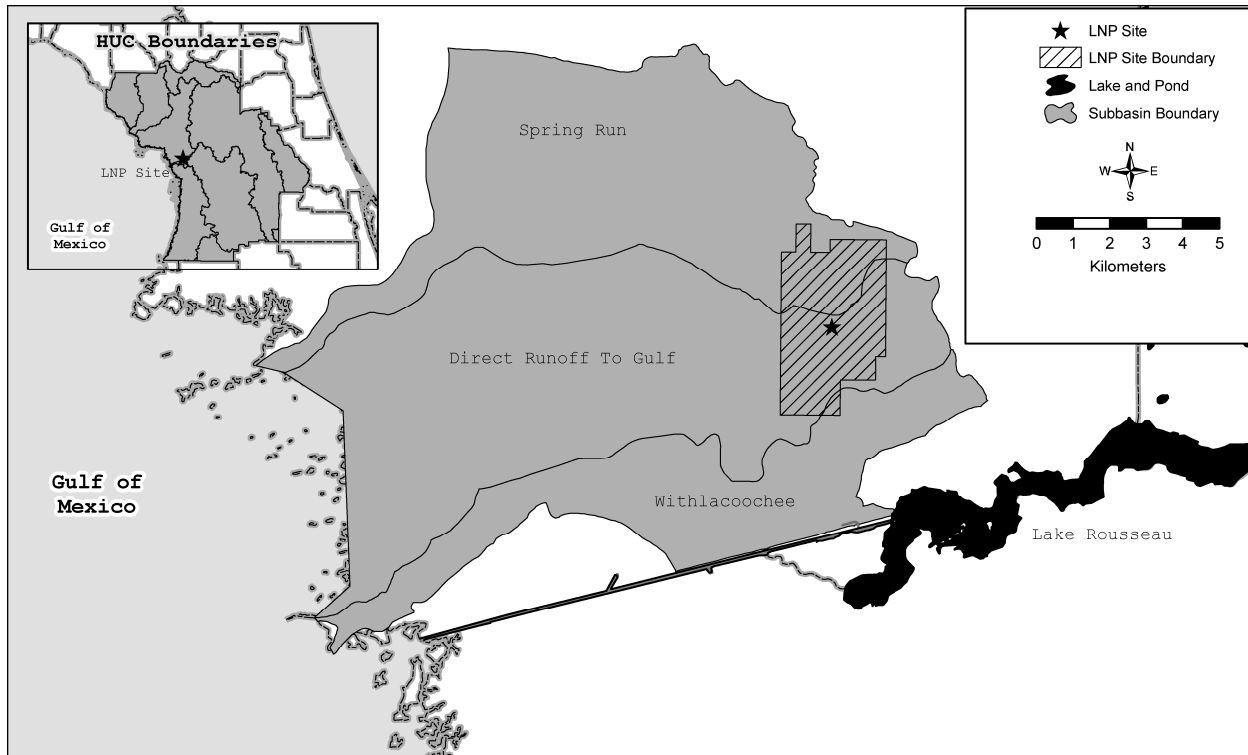 HUC Boundaries
LNP Site
Gulf of
Mexico
Spring Run
Direct Runoff To Gulf
Withlacoochee
Gulf of
Mexico
Lake Rousseau
LNP Site
LNP Site Boundary
Lake and Pond
Subbasin Boundary
N
W E
S
0 1 2 3 4 5
Kilometers